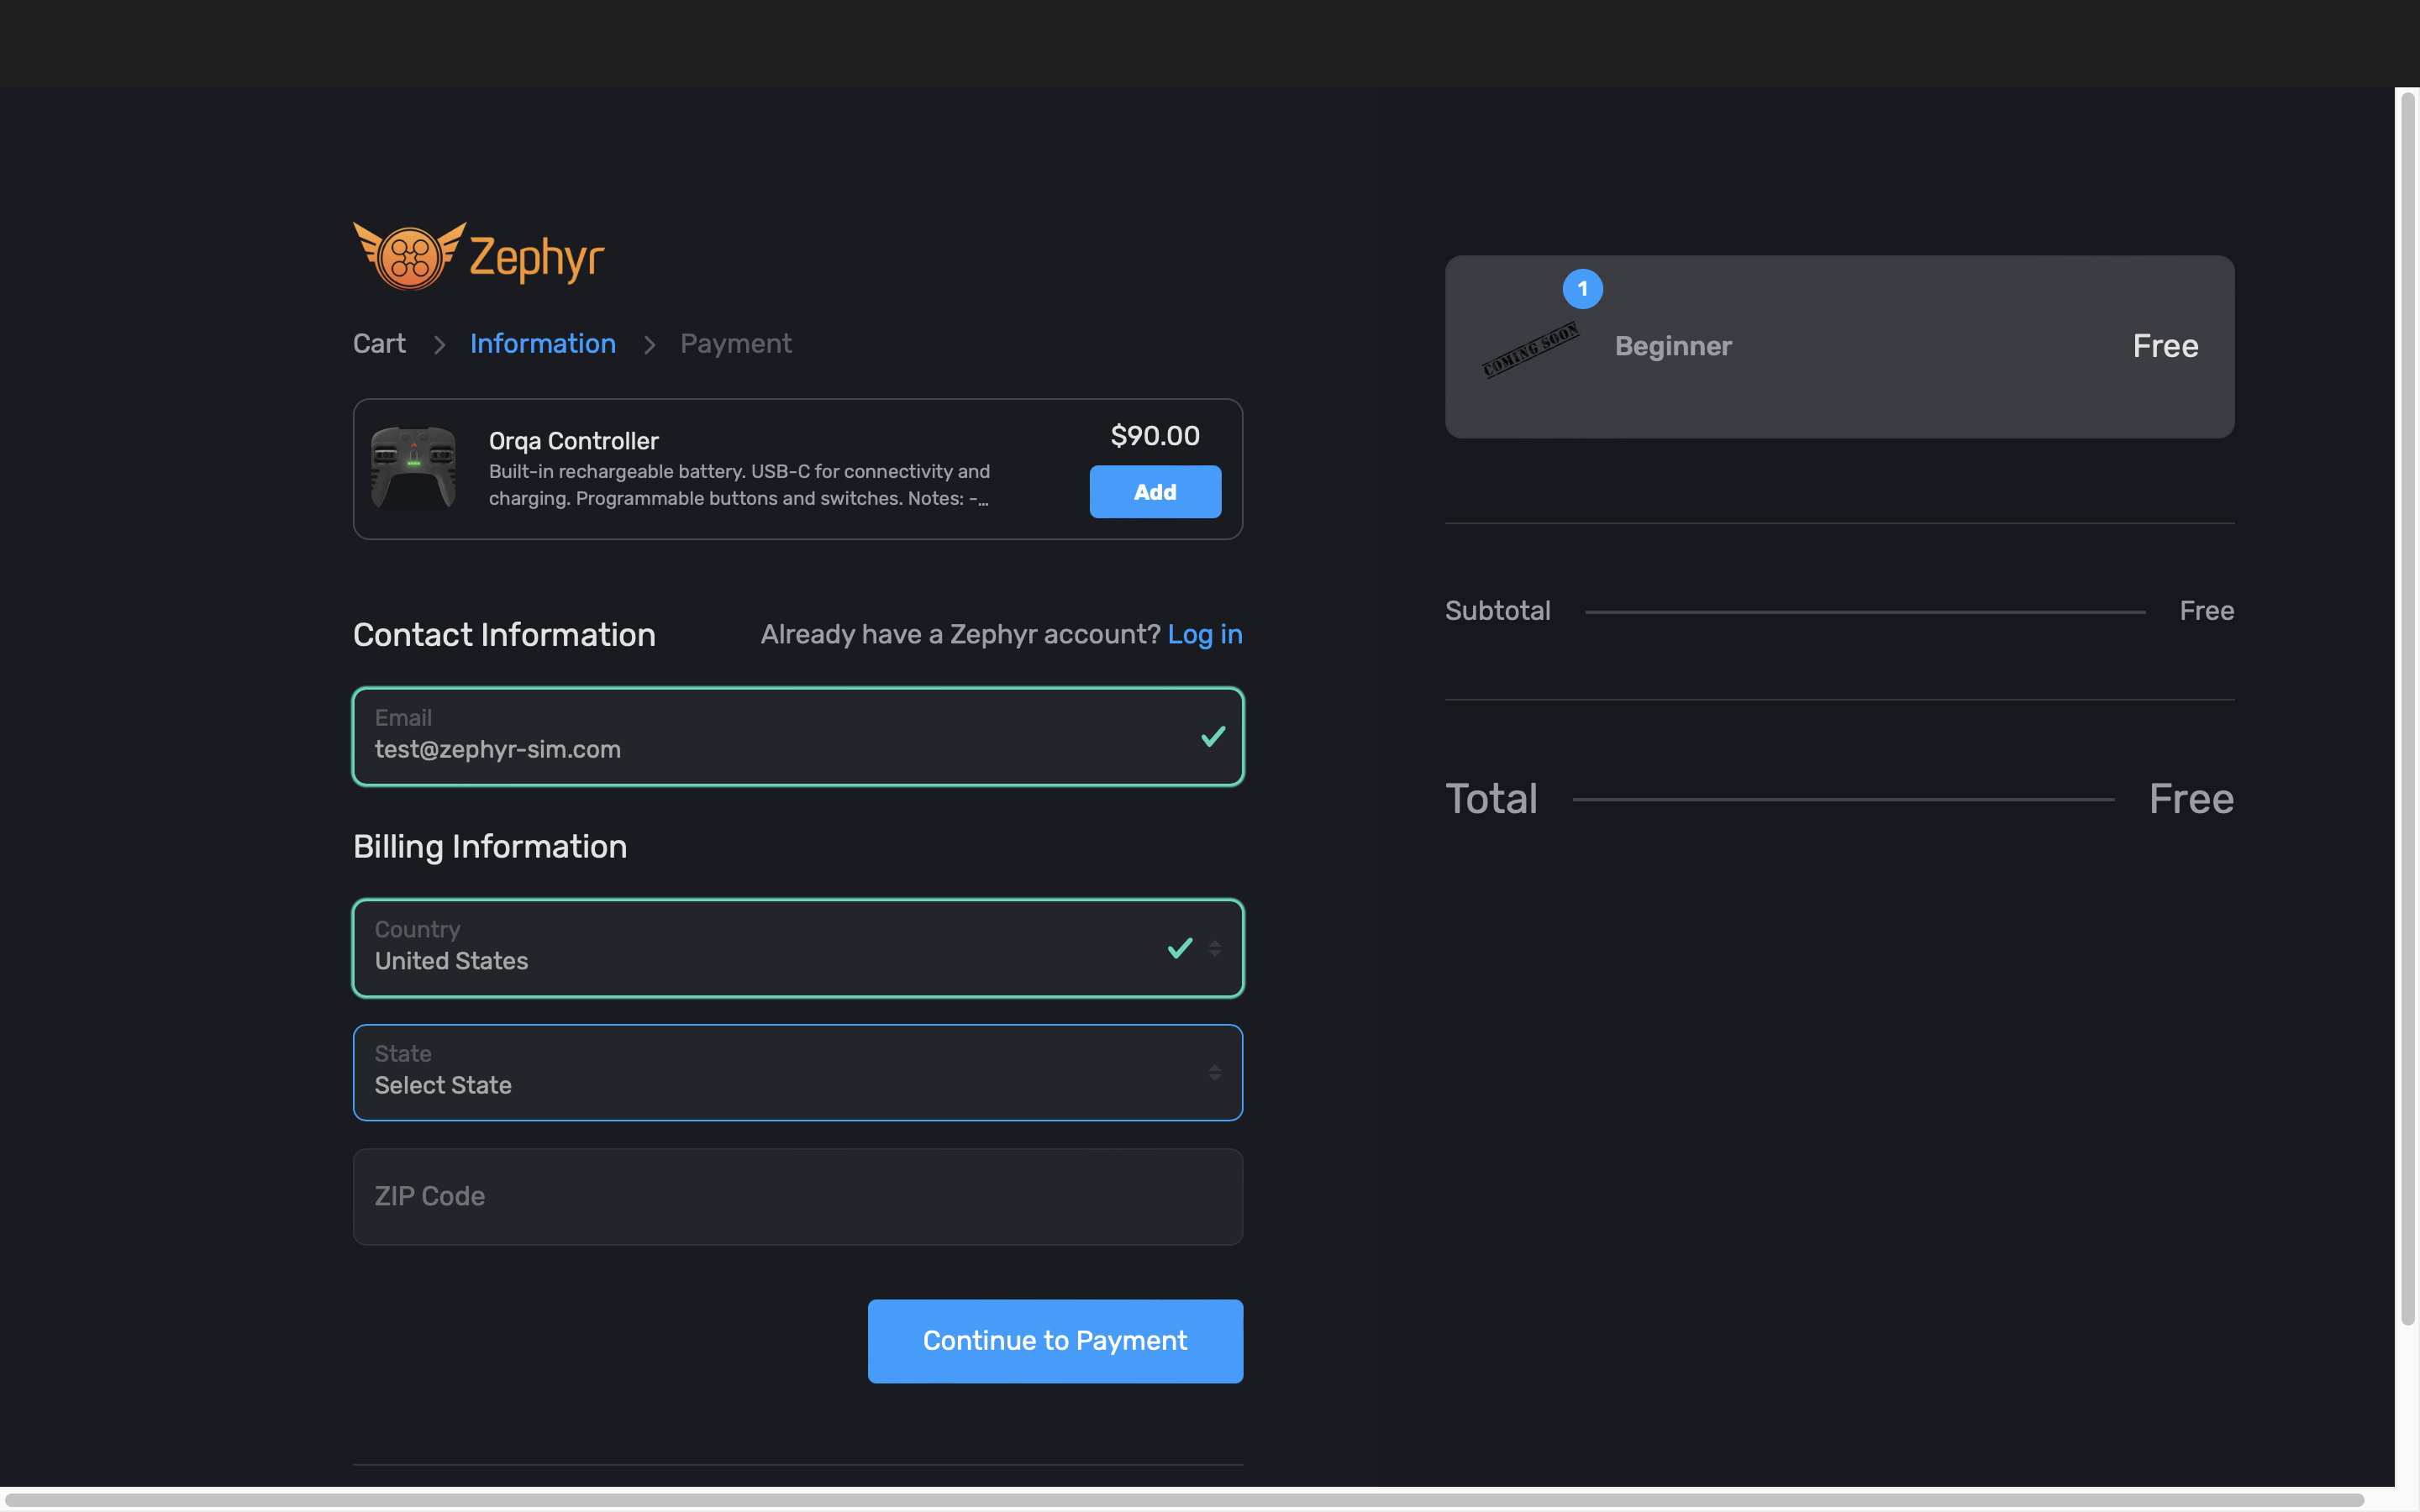 Zephyr
Cart > Information > Payment
Orqa Controller
Built-in rechargeable battery. USB-C for connectivity and
charging. Programmable buttons and switches. Notes: -…
$90.00
Add
Contact Information
Already have a Zephyr account? Log in
Email
test@zephyr-sim.com
Billing Information
Country
United States
State
Select State
ZIP Code
Continue to Payment
1
COMING SOON
Beginner
Free
Subtotal
Free
Total
Free